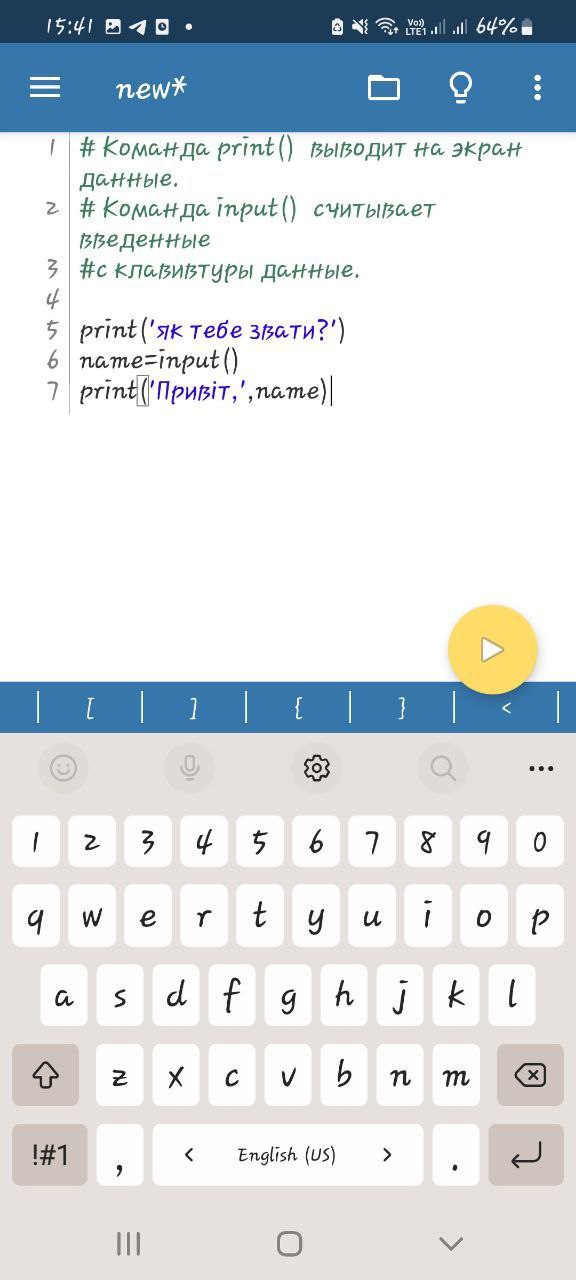 15:41 Vo)) LTE1 64%
new*
1 # Команда print() выводит на экран
данные.
2 # Команда input() считывает
введенные
3 #с клавивтуры данные.
4
5 print('як тебе звати?')
6 name=input()
7 print('Привіт,',name)
[ ] { } <
1 2 3 4 5 6 7 8 9 0
q w e r t y u i o p
a s d f g h j k l
z x c v b n m
!#1 , < English (US) > .